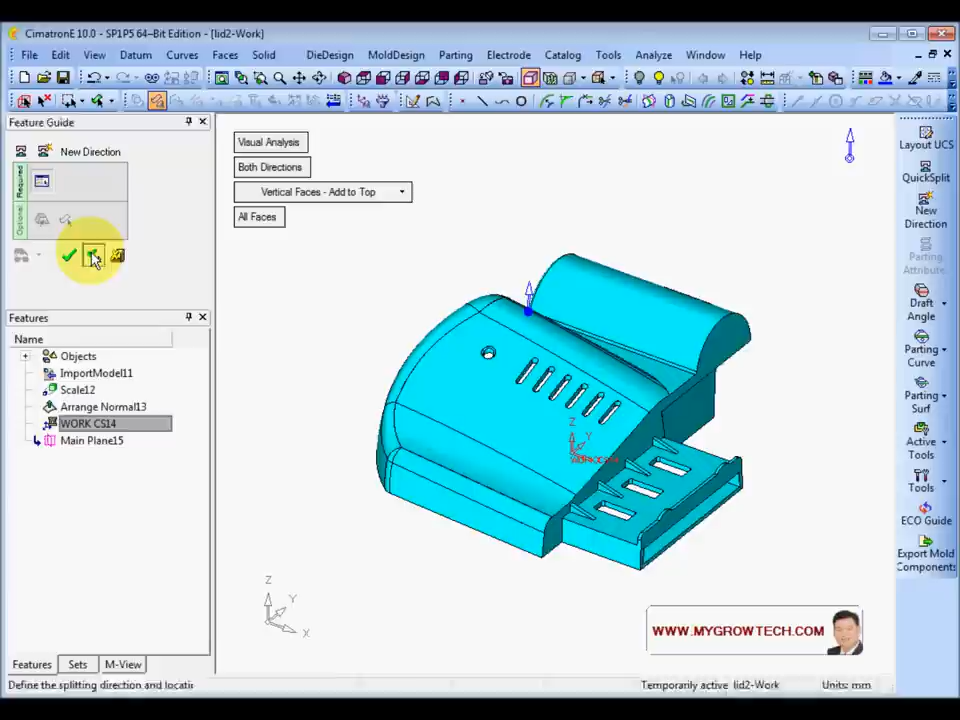 CimatronE 10.0 - SP1P5 64-Bit Edition - [lid2-Work]
File Edit View Datum Curves Faces Solid DieDesign MoldDesign Parting Electrode Catalog Tools Analyze Window Help
Feature Guide
New Direction
Required
Optional
Visual Analysis
Both Directions
Vertical Faces - Add to Top
All Faces
Features
Name
Objects
ImportModel11
Scale12
Arrange Normal13
WORK CS14
Main Plane15
Z
Y
Z
Y
X
Layout UCS
QuickSplit
New
Direction
Parting
Attribute
Draft
Angle
Parting
Curve
Parting
Surf
Active
Tools
Tools
ECO Guide
Export Mold
Components
WWW.MYGROWTECH.COM
Features Sets M-View
Define the splitting direction and locatir
Temporarily active lid2-Work Units: mm